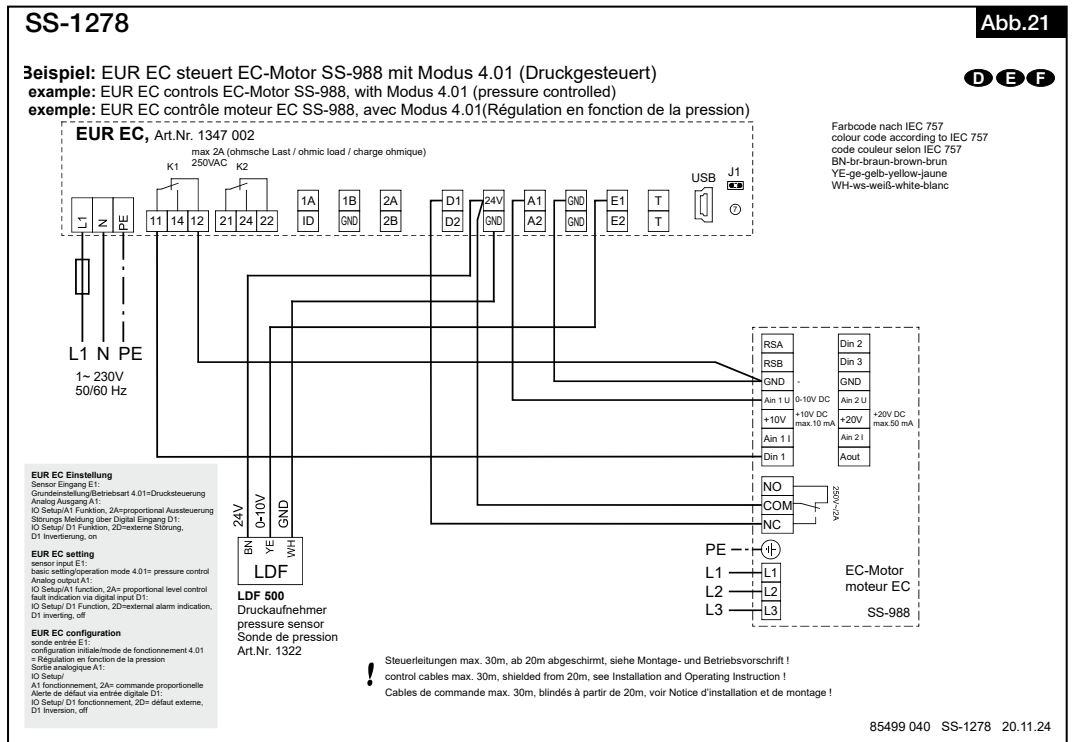 SS-1278
Abb.21
Beispiel: EUR EC steuert EC-Motor SS-988 mit Modus 4.01 (Druckgesteuert)
example: EUR EC controls EC-Motor SS-988, with Modus 4.01 (pressure controlled)
exemple: EUR EC contrôle moteur EC SS-988, avec Modus 4.01(Régulation en fonction de la pression)
D E F
EUR EC, Art.Nr. 1347 002
max 2A (ohmsche Last / ohmic load / charge ohmique)
250VAC
K1 K2
Farbcode nach IEC 757
colour code according to IEC 757
code couleur selon IEC 757
BN-br-braun-brown-brun
YE-ge-gelb-yellow-jaune
WH-ws-weiß-white-blanc
USB J1
7
L1 N PE
11 14 12 21 24 22
1A 1B 2A D1 24V A1 GND E1 T
ID GND 2B D2 GND A2 GND E2 T
L1 N PE
1~ 230V
50/60 Hz
RSA Din 2
RSB Din 3
GND - GND
Ain 1 U 0-10V DC Ain 2 U
+10V +10V DC max.10 mA +20V +20V DC max.50 mA
Ain 1 I Ain 2 I
Din 1 Aout
NO
COM
NC
250V~/2A
PE
L1 L1
L2 L2
L3 L3
EC-Motor
moteur EC
SS-988
24V
0-10V
GND
BN
YE
WH
LDF
LDF 500
Druckaufnehmer
pressure sensor
Sonde de pression
Art.Nr. 1322
EUR EC Einstellung
Sensor Eingang E1:
Grundeinstellung/Betriebsart 4.01=Drucksteuerung
Analog Ausgang A1:
IO Setup/A1 Funktion, 2A=proportional Aussteuerung
Störungs Meldung über Digital Eingang D1:
IO Setup/ D1 Funktion, 2D=externe Störung,
D1 Invertierung, on
EUR EC setting
sensor input E1:
basic setting/operation mode 4.01= pressure control
Analog output A1:
IO Setup/A1 function, 2A= proportional level control
fault indication via digital input D1:
IO Setup/ D1 Function, 2D=external alarm indication,
D1 inverting, off
EUR EC configuration
sonde entrée E1:
configuration initiale/mode de fonctionnement 4.01
= Régulation en fonction de la pression
Sortie analogique A1:
IO Setup/
A1 fonctionnement, 2A= commande proportionelle
Alerte de défaut via entrée digitale D1:
IO Setup/ D1 fonctionnement, 2D= défaut externe,
D1 Inversion, off
!
Steuerleitungen max. 30m, ab 20m abgeschirmt, siehe Montage- und Betriebsvorschrift !
control cables max. 30m, shielded from 20m, see Installation and Operating Instruction !
Cables de commande max. 30m, blindés à partir de 20m, voir Notice d'installation et de montage !
85499 040 SS-1278 20.11.24